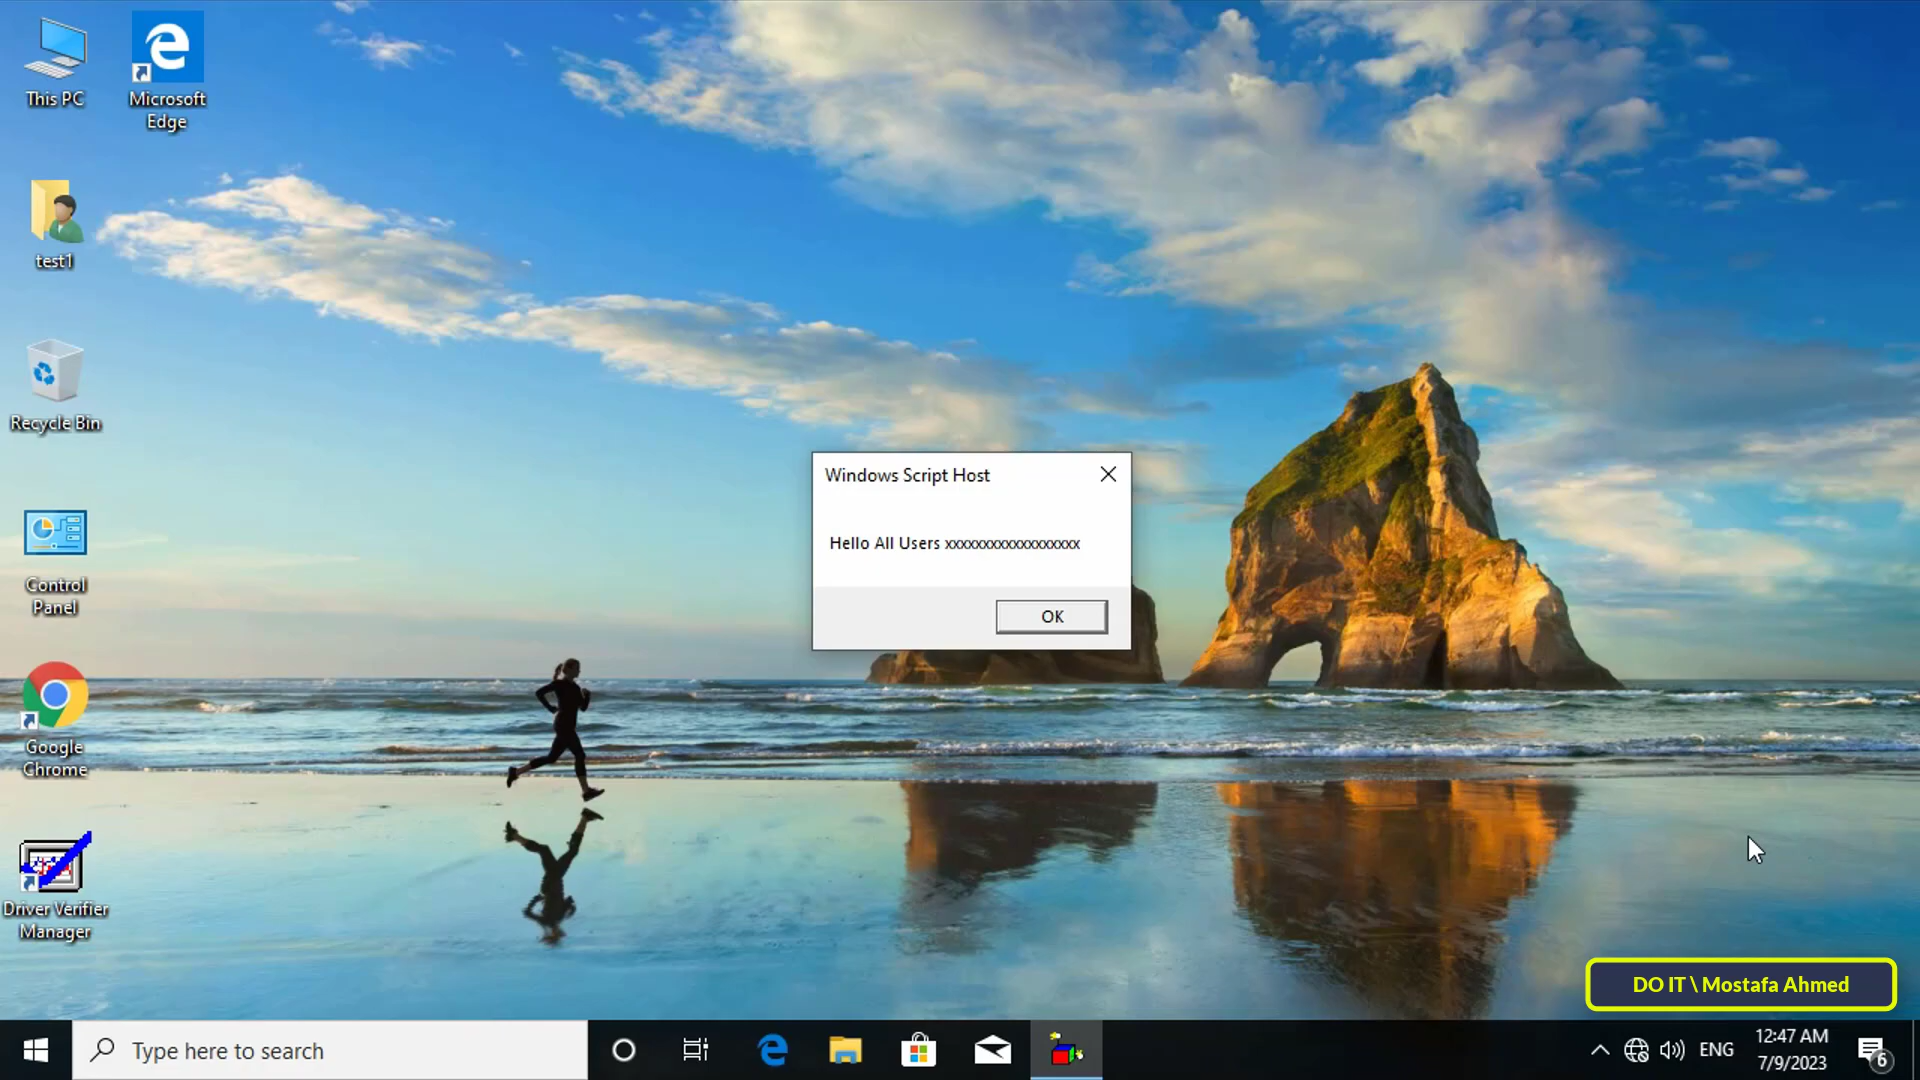 This PC
Microsoft
Edge
test1
Recycle Bin
Control
Panel
Google
Chrome
Driver Verifier
Manager
Windows Script Host
Hello All Users xxxxxxxxxxxxxxxxxx
OK
DO IT \ Mostafa Ahmed
Type here to search
ENG
12:47 AM
7/9/2023
6